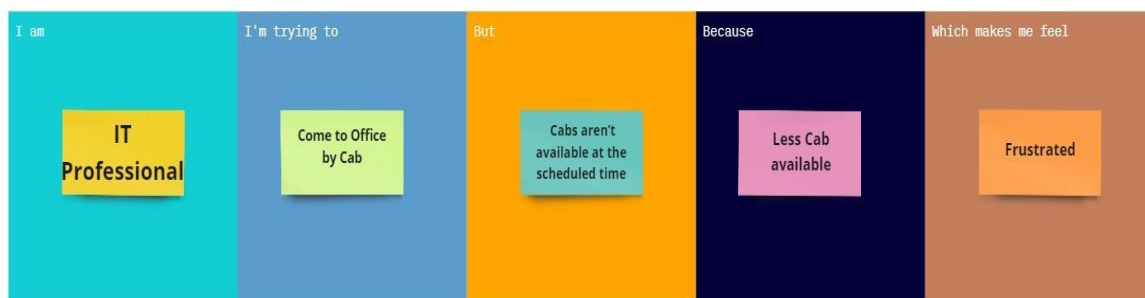 I am
IT
Professional
I'm trying to
Come to Office
by Cab
But
Cabs aren't
available at the
scheduled time
Because
Less Cab
available
Which makes me feel
Frustrated